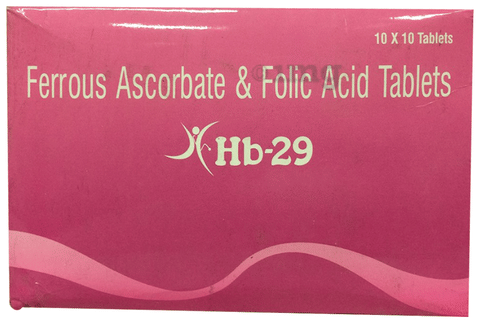 10 X 10 Tablets
Ferrous Ascorbate & Folic Acid Tablets
Hb-29